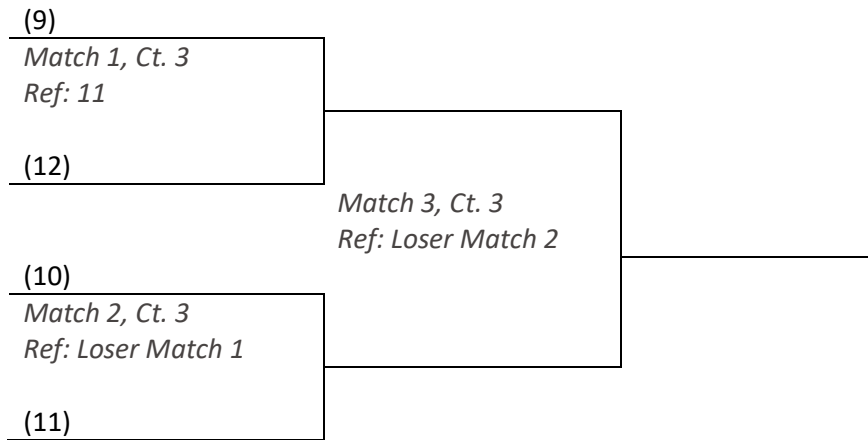 (9)
Match 1, Ct. 3
Ref: 11
(12)
Match 3, Ct. 3
Ref: Loser Match 2
(10)
Match 2, Ct. 3
Ref: Loser Match 1
(11)